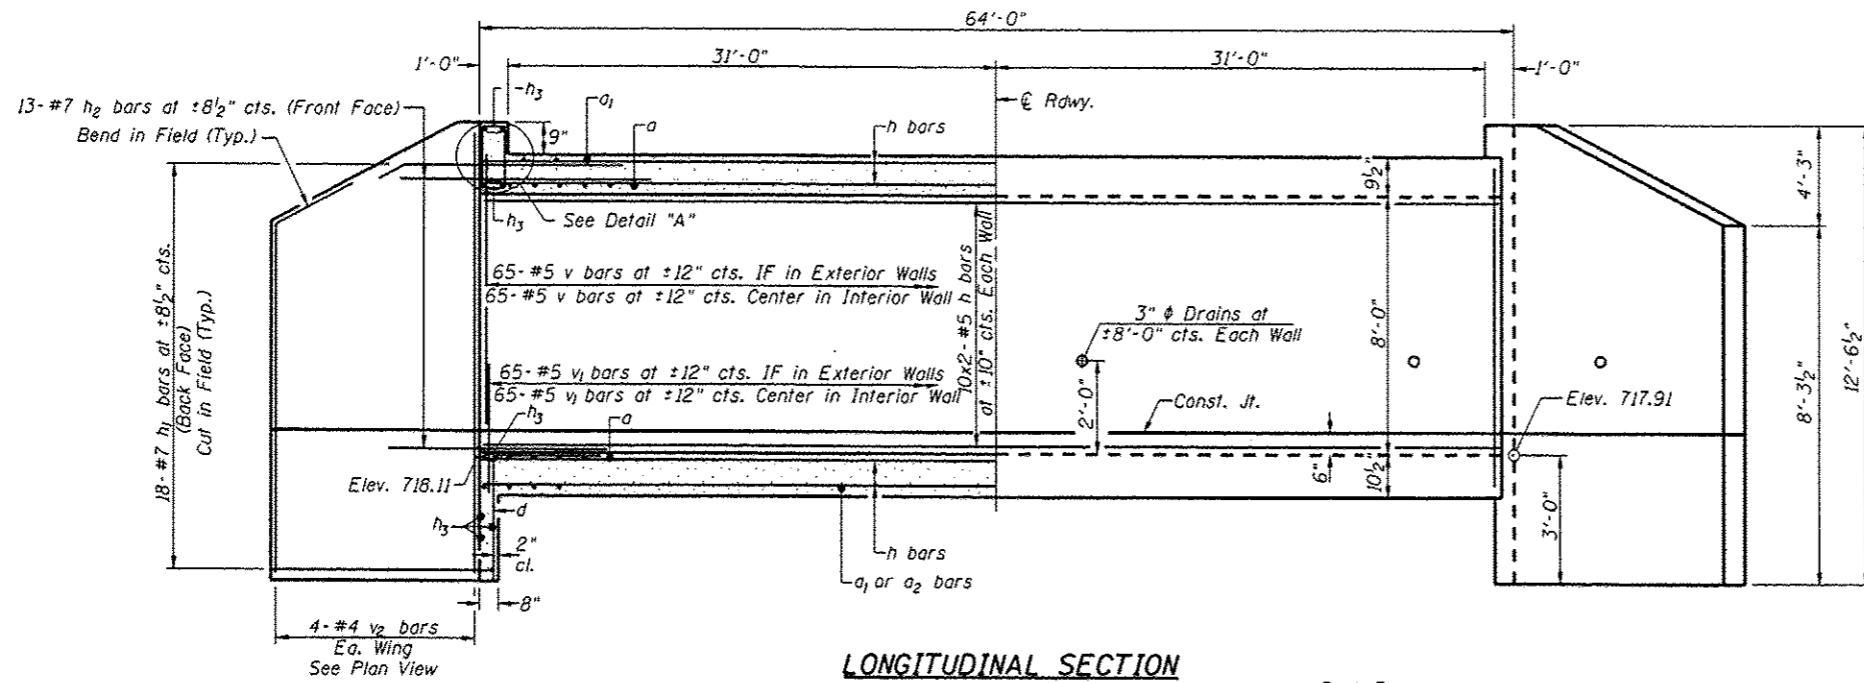 64'-0"
1'-0"
31'-0"
31'-0"
1'-0"
℄ Rdwy.
13-#7 h2 bars at ±8½" cts. (Front Face)
Bend in Field (Typ.)
h3
a1
9"
a
h bars
9½"
4'-3"
h3
See Detail "A"
18-#7 h1 bars at ±8½" cts.
(Back Face)
Cut in Field (Typ.)
65-#5 v bars at ±12" cts. IF in Exterior Walls
65-#5 v bars at ±12" cts. Center in Interior Wall
10x2-#5 h bars
at ±10" cts. Each Wall
3" ϕ Drains at
±8'-0" cts. Each Wall
8'-0"
8'-3½"
12'-6½"
65-#5 v1 bars at ±12" cts. IF in Exterior Walls
65-#5 v1 bars at ±12" cts. Center in Interior Wall
h3
a
2'-0"
Const. Jt.
Elev. 717.91
Elev. 718.11
6"
10½"
3'-0"
d
h3
2"
cl.
h bars
a1 or a2 bars
8"
4-#4 v2 bars
Ea. Wing
See Plan View
LONGITUDINAL SECTION